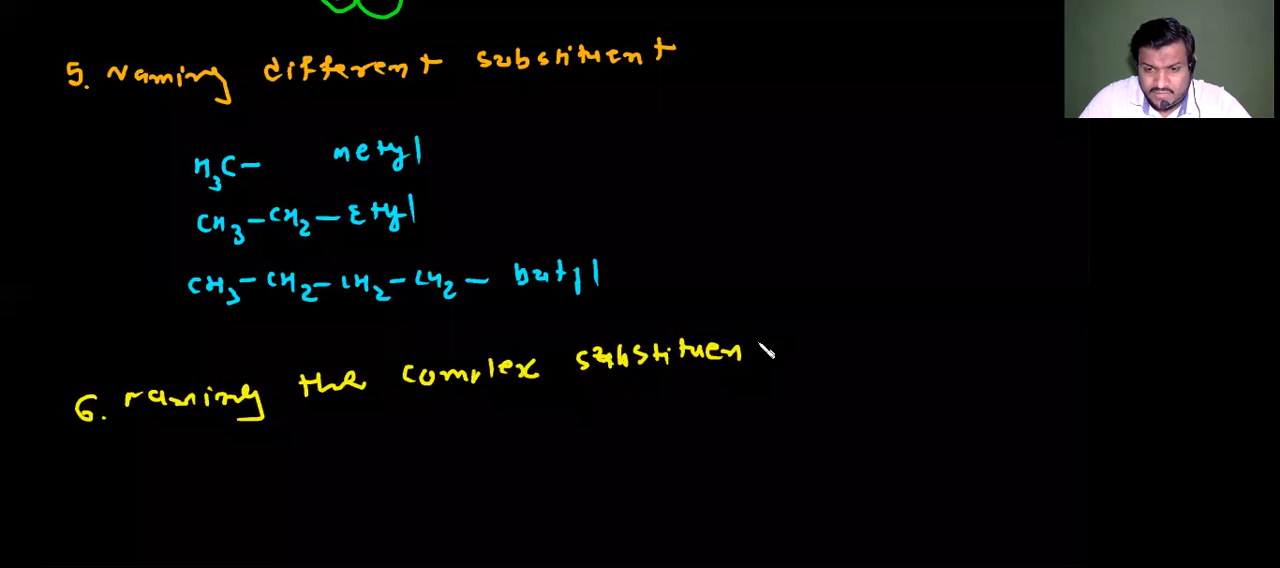 5. Naming different substituent
H3C— metyl
CH3—CH2— Etyl
CH3—CH2—CH2—CH2— butyl
6. naming the complex substituen